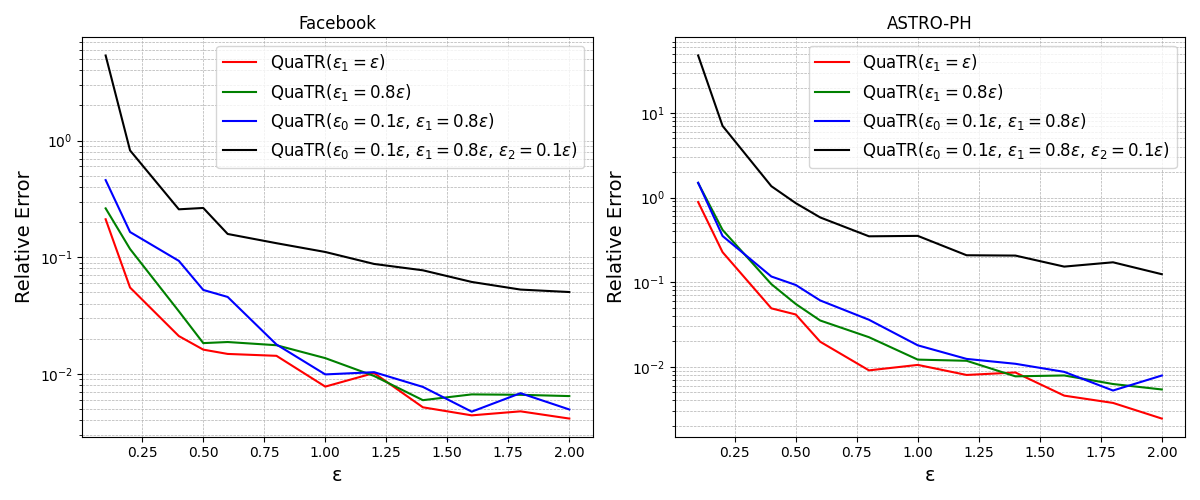 Facebook
QuaTR(ε₁ = ε)
QuaTR(ε₁ = 0.8ε)
QuaTR(ε₀ = 0.1ε, ε₁ = 0.8ε)
QuaTR(ε₀ = 0.1ε, ε₁ = 0.8ε, ε₂ = 0.1ε)
Relative Error
10⁰
10⁻¹
10⁻²
0.25 0.50 0.75 1.00 1.25 1.50 1.75 2.00
ε
ASTRO-PH
QuaTR(ε₁ = ε)
QuaTR(ε₁ = 0.8ε)
QuaTR(ε₀ = 0.1ε, ε₁ = 0.8ε)
QuaTR(ε₀ = 0.1ε, ε₁ = 0.8ε, ε₂ = 0.1ε)
Relative Error
10¹
10⁰
10⁻¹
10⁻²
0.25 0.50 0.75 1.00 1.25 1.50 1.75 2.00
ε